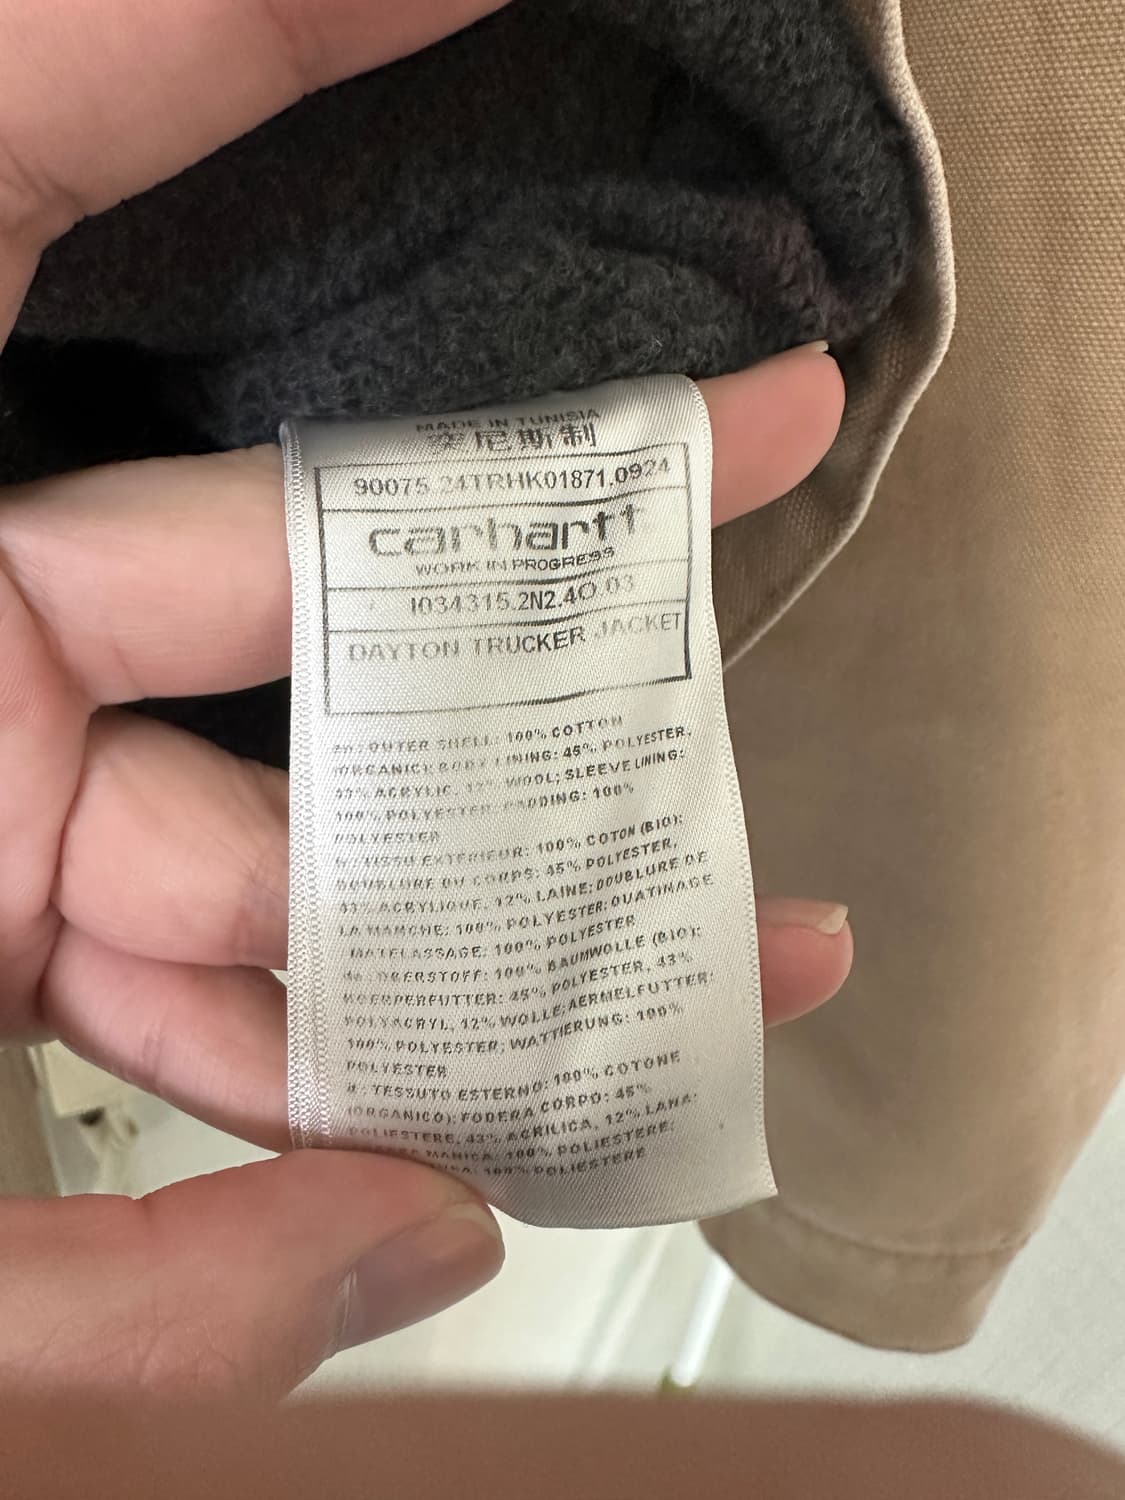 MADE IN TUNISIA
突尼斯制
90075.24TRHK01871.0924
carhartt
WORK IN PROGRESS
I034315.2N2.4O.03
DAYTON TRUCKER JACKET
en: OUTER SHELL: 100% COTTON
(ORGANIC); BODY LINING: 45% POLYESTER,
43% ACRYLIC, 12% WOOL; SLEEVE LINING:
100% POLYESTER; PADDING: 100%
POLYESTER
fr: TISSU EXTERIEUR: 100% COTON (BIO);
DOUBLURE DU CORPS: 45% POLYESTER,
43% ACRYLIQUE, 12% LAINE; DOUBLURE DE
LA MANCHE: 100% POLYESTER; OUATINAGE
MATELASSAGE: 100% POLYESTER
de: OBERSTOFF: 100% BAUMWOLLE (BIO);
KOERPERFUTTER: 45% POLYESTER, 43%
POLYACRYL, 12% WOLLE; AERMELFUTTER:
100% POLYESTER; WATTIERUNG: 100%
POLYESTER
it: TESSUTO ESTERNO: 100% COTONE
(ORGANICO); FODERA CORPO: 45%
POLIESTERE, 43% ACRILICA, 12% LANA;
MANICA: 100% POLIESTERE;
100% POLIESTERE